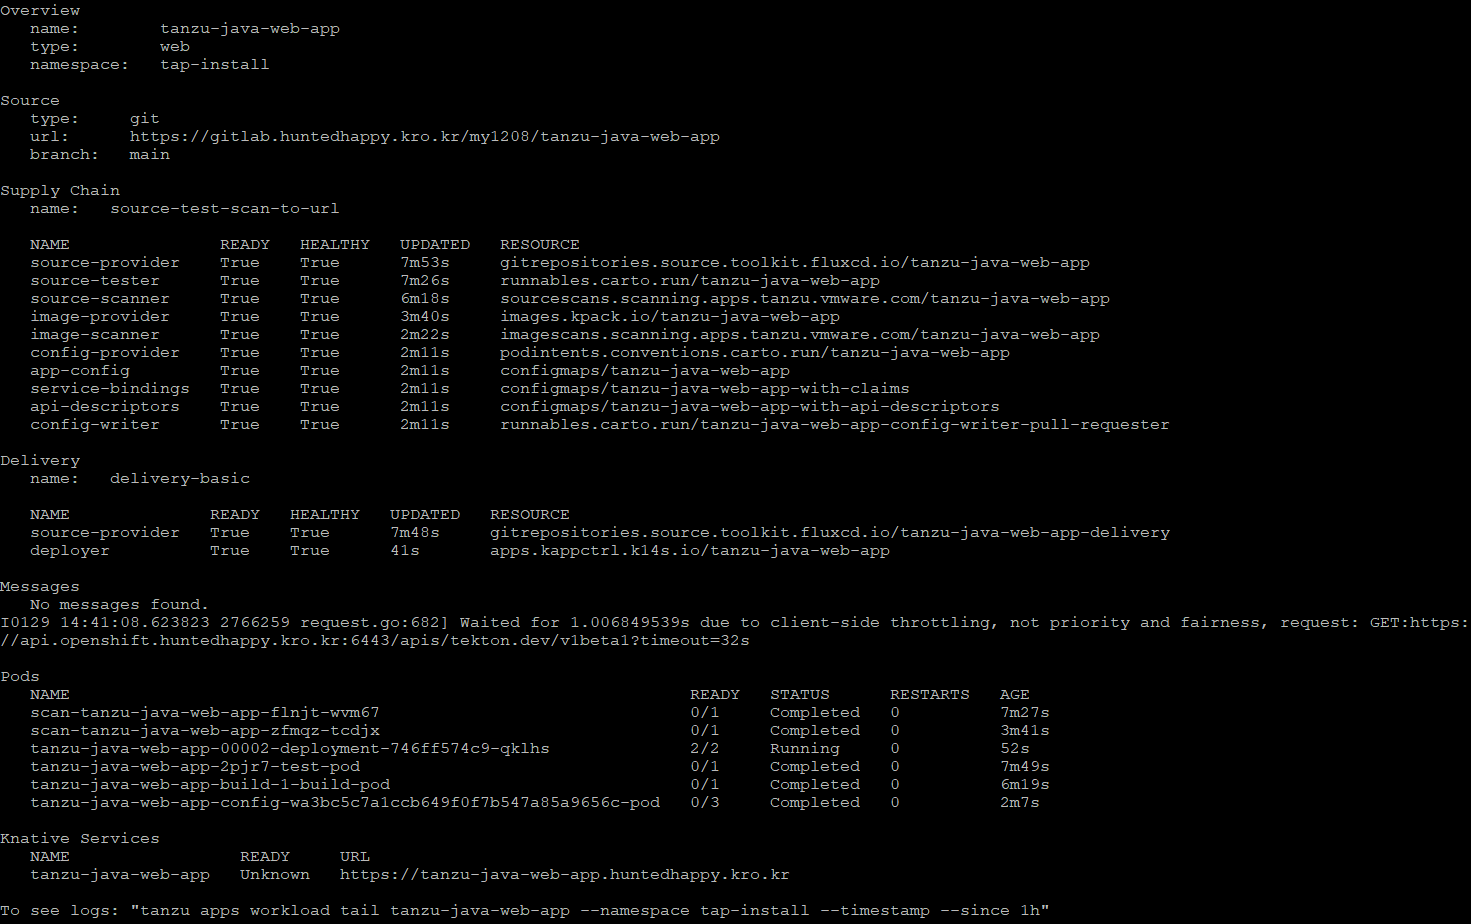 Overview
name: tanzu-java-web-app
type: web
namespace: tap-install
Source
type: git
url: https://gitlab.huntedhappy.kro.kr/my1208/tanzu-java-web-app
branch: main
Supply Chain
name: source-test-scan-to-url
NAME READY HEALTHY UPDATED RESOURCE
source-provider True True 7m53s gitrepositories.source.toolkit.fluxcd.io/tanzu-java-web-app
source-tester True True 7m26s runnables.carto.run/tanzu-java-web-app
source-scanner True True 6m18s sourcescans.scanning.apps.tanzu.vmware.com/tanzu-java-web-app
image-provider True True 3m40s images.kpack.io/tanzu-java-web-app
image-scanner True True 2m22s imagescans.scanning.apps.tanzu.vmware.com/tanzu-java-web-app
config-provider True True 2m11s podintents.conventions.carto.run/tanzu-java-web-app
app-config True True 2m11s configmaps/tanzu-java-web-app
service-bindings True True 2m11s configmaps/tanzu-java-web-app-with-claims
api-descriptors True True 2m11s configmaps/tanzu-java-web-app-with-api-descriptors
config-writer True True 2m11s runnables.carto.run/tanzu-java-web-app-config-writer-pull-requester
Delivery
name: delivery-basic
NAME READY HEALTHY UPDATED RESOURCE
source-provider True True 7m48s gitrepositories.source.toolkit.fluxcd.io/tanzu-java-web-app-delivery
deployer True True 41s apps.kappctrl.k14s.io/tanzu-java-web-app
Messages
No messages found.
I0129 14:41:08.623823 2766259 request.go:682] Waited for 1.006849539s due to client-side throttling, not priority and fairness, request: GET:https:
//api.openshift.huntedhappy.kro.kr:6443/apis/tekton.dev/v1beta1?timeout=32s
Pods
NAME READY STATUS RESTARTS AGE
scan-tanzu-java-web-app-flnjt-wvm67 0/1 Completed 0 7m27s
scan-tanzu-java-web-app-zfmqz-tcdjx 0/1 Completed 0 3m41s
tanzu-java-web-app-00002-deployment-746ff574c9-qklhs 2/2 Running 0 52s
tanzu-java-web-app-2pjr7-test-pod 0/1 Completed 0 7m49s
tanzu-java-web-app-build-1-build-pod 0/1 Completed 0 6m19s
tanzu-java-web-app-config-wa3bc5c7a1ccb649f0f7b547a85a9656c-pod 0/3 Completed 0 2m7s
Knative Services
NAME READY URL
tanzu-java-web-app Unknown https://tanzu-java-web-app.huntedhappy.kro.kr
To see logs: "tanzu apps workload tail tanzu-java-web-app --namespace tap-install --timestamp --since 1h"